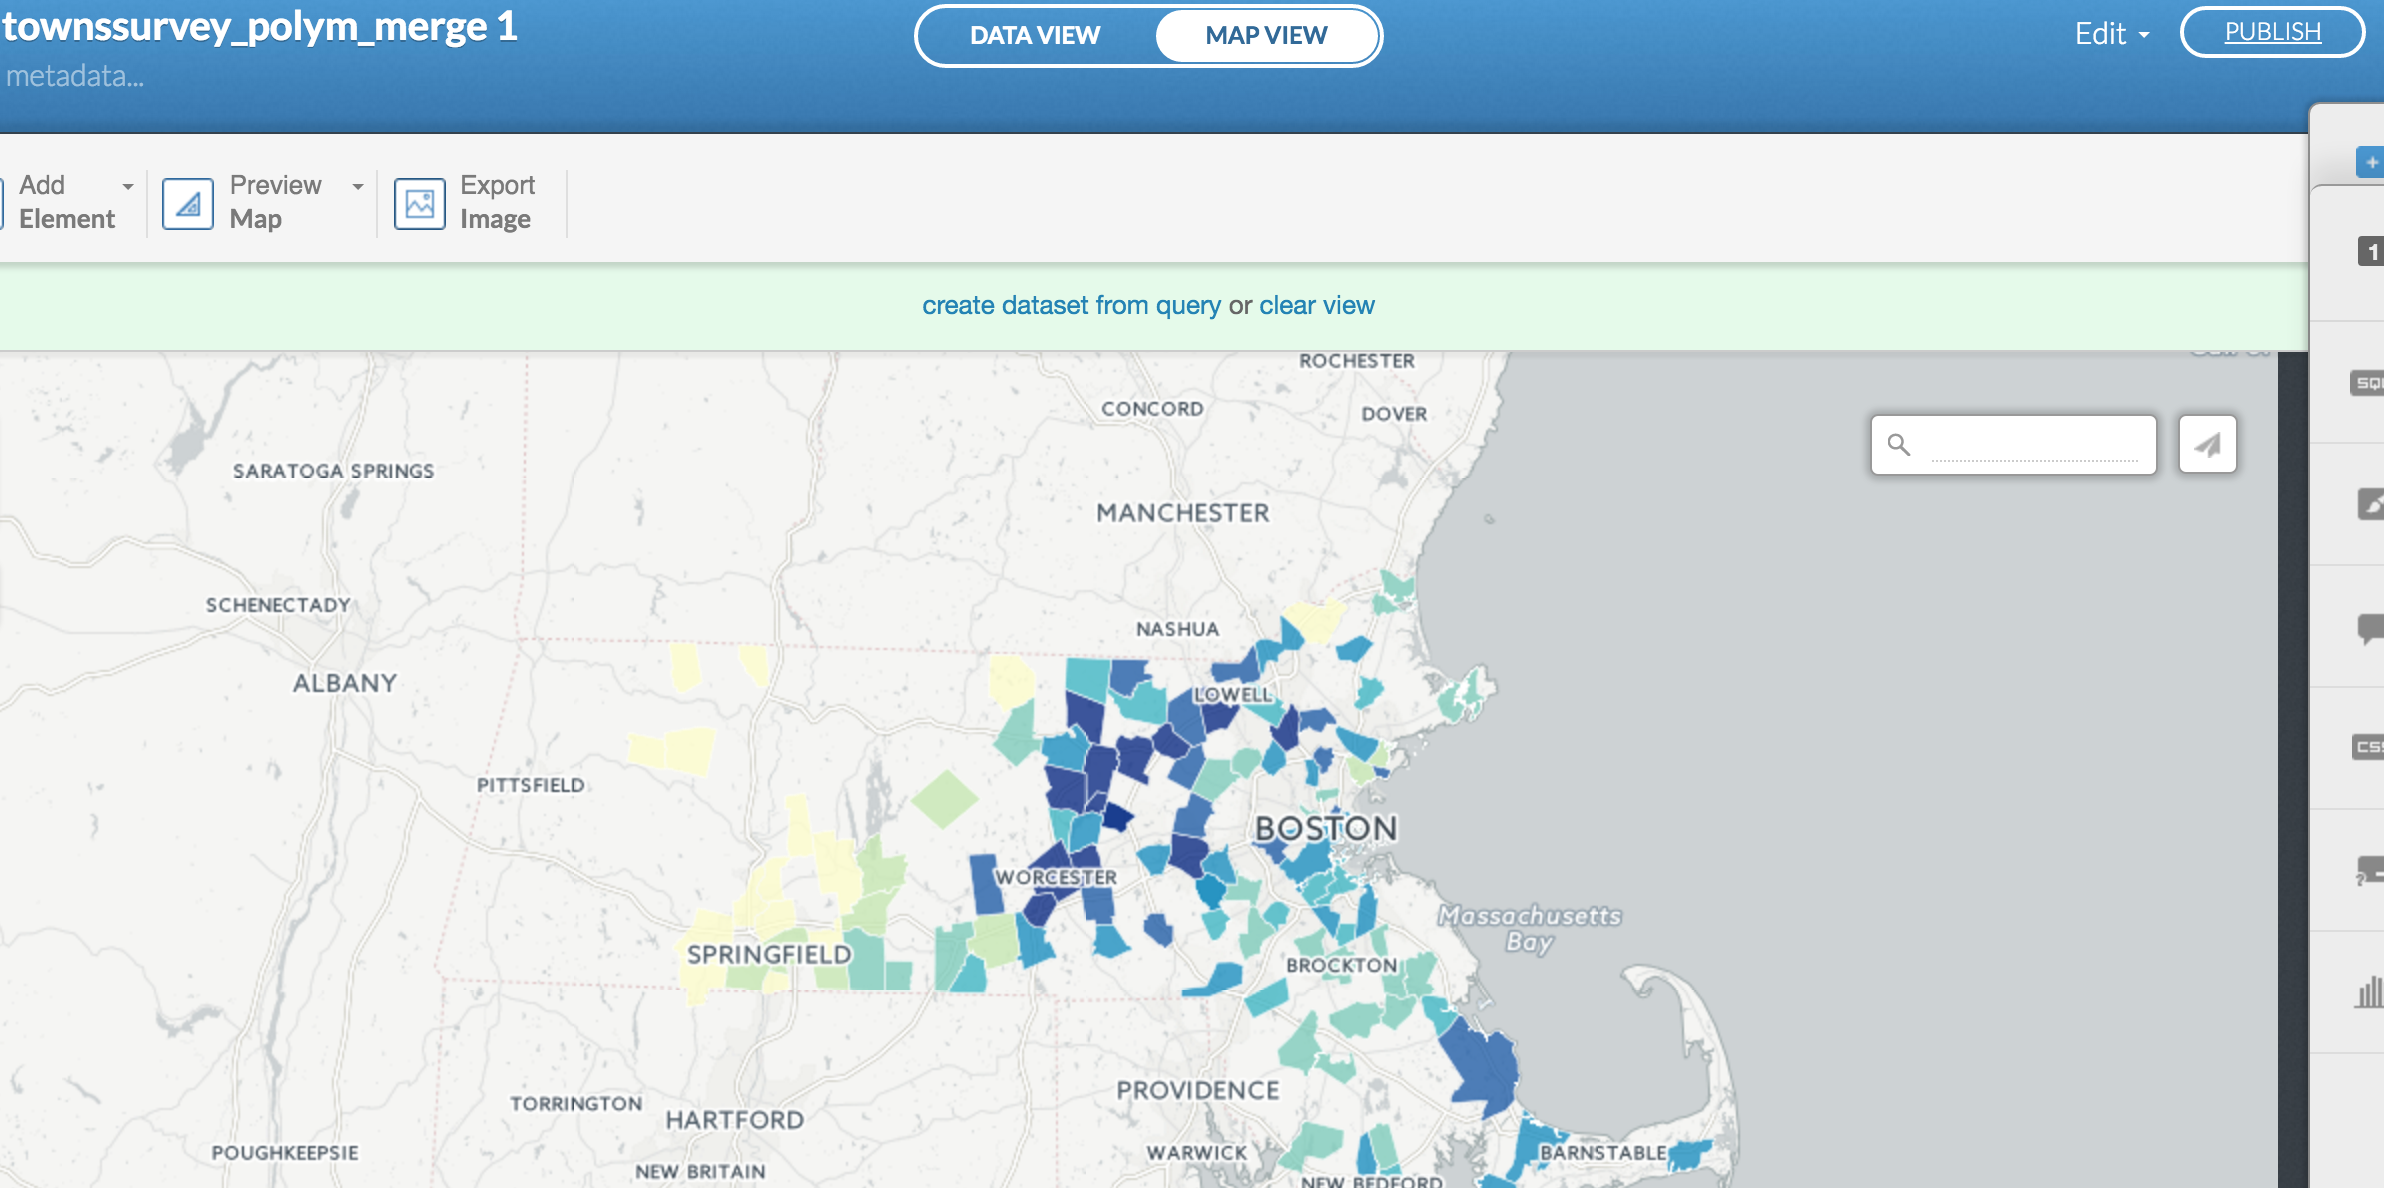 townssurvey_polym_merge 1
metadata...
DATA VIEW
MAP VIEW
Edit
PUBLISH
Add
Element
Preview
Map
Export
Image
create dataset from query or clear view
1
ROCHESTER
CONCORD
DOVER
SARATOGA SPRINGS
MANCHESTER
SCHENECTADY
NASHUA
ALBANY
LOWELL
PITTSFIELD
BOSTON
WORCESTER
Massachusetts
Bay
SPRINGFIELD
BROCKTON
PROVIDENCE
TORRINGTON
HARTFORD
POUGHKEEPSIE
WARWICK
BARNSTABLE
NEW BRITAIN
NEW BEDFORD